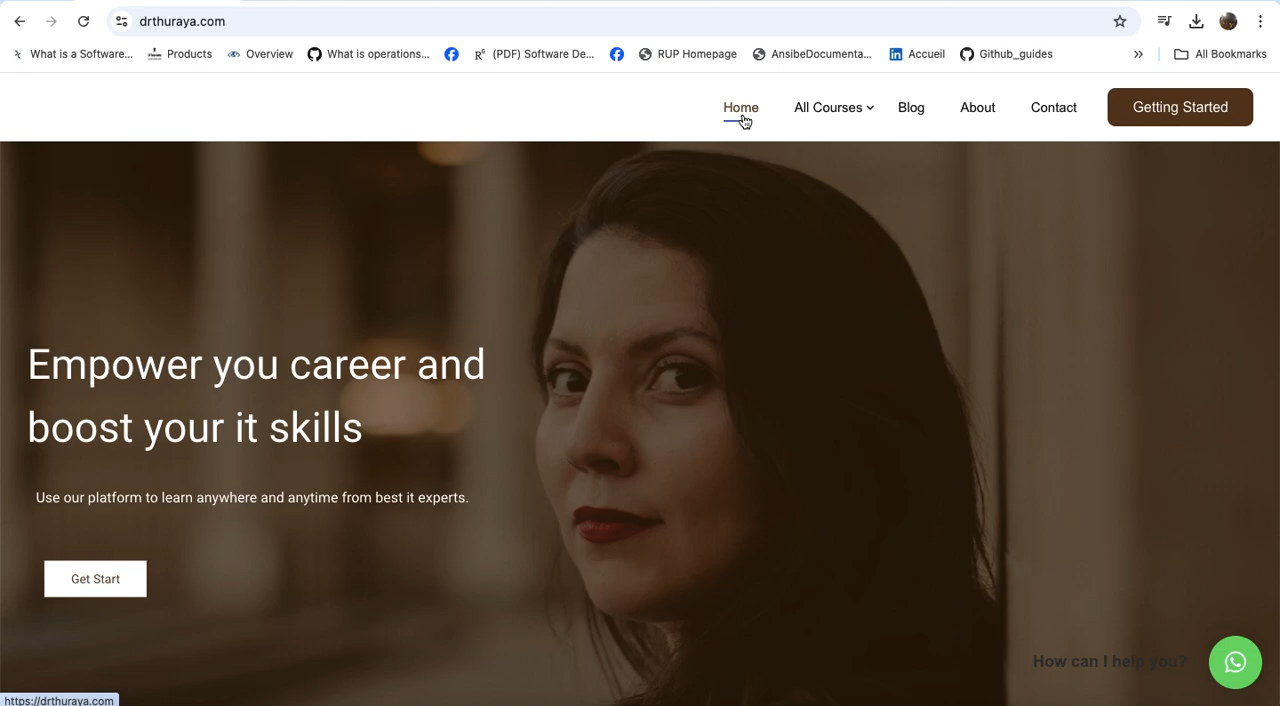 drthuraya.com
What is a Software... Products Overview What is operations... (PDF) Software De... RUP Homepage AnsibeDocumenta... Accueil Github_guides All Bookmarks
Home All Courses Blog About Contact Getting Started
Empower you career and
boost your it skills
Use our platform to learn anywhere and anytime from best it experts.
Get Start
How can I help you?
https://drthuraya.com